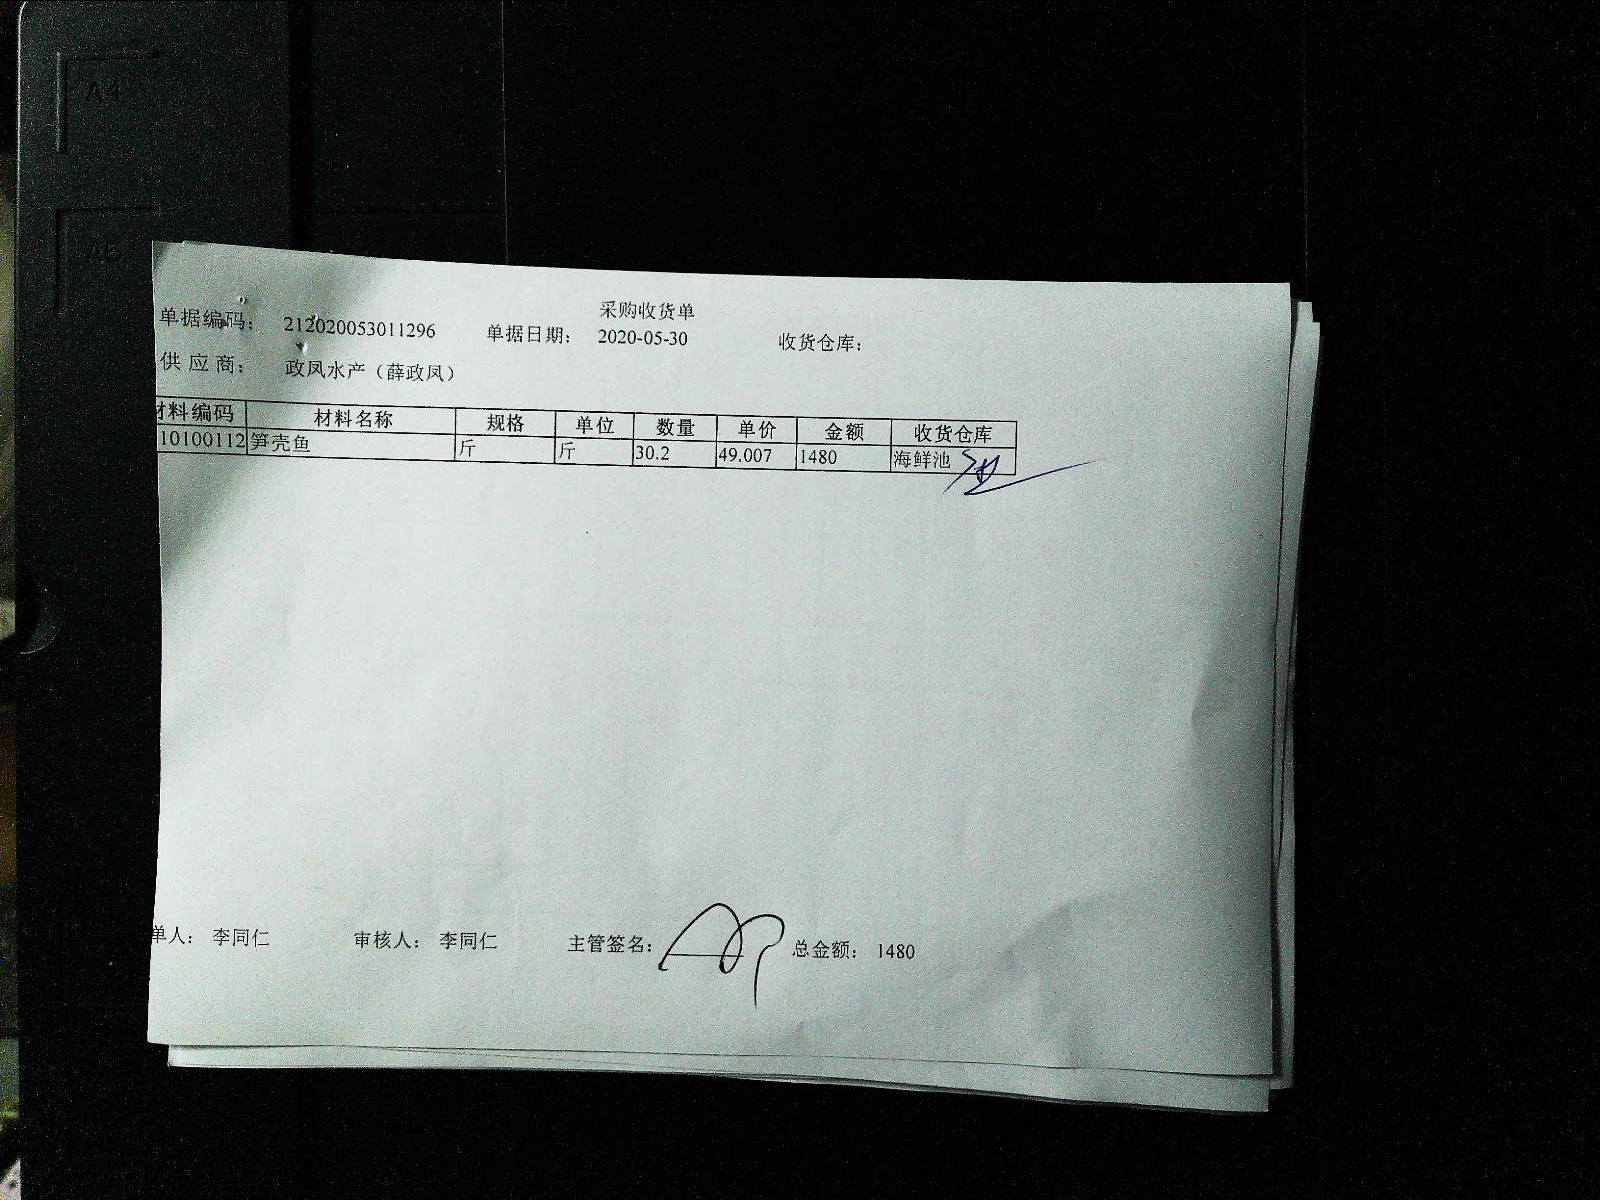 A4
A5
采购收货单
单据编码： 212020053011296 单据日期： 2020-05-30 收货仓库：
供应商： 政凤水产（薛政凤）
材料编码 材料名称 规格 单位 数量 单价 金额 收货仓库
10100112 笋壳鱼 斤 斤 30.2 49.007 1480 海鲜池
单人： 李同仁 审核人： 李同仁 主管签名： 总金额： 1480